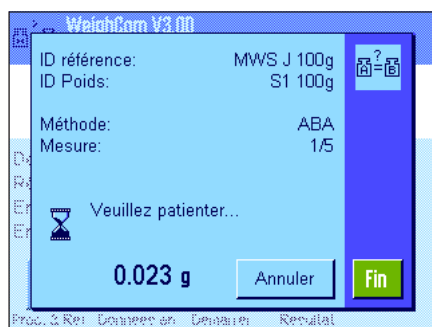 WeighCom V3.00
ID référence: MWS J 100g
ID Poids: S1 100g
Méthode: ABA
Mesure: 1/5
Veuillez patienter...
0.023 g
Annuler
Fin